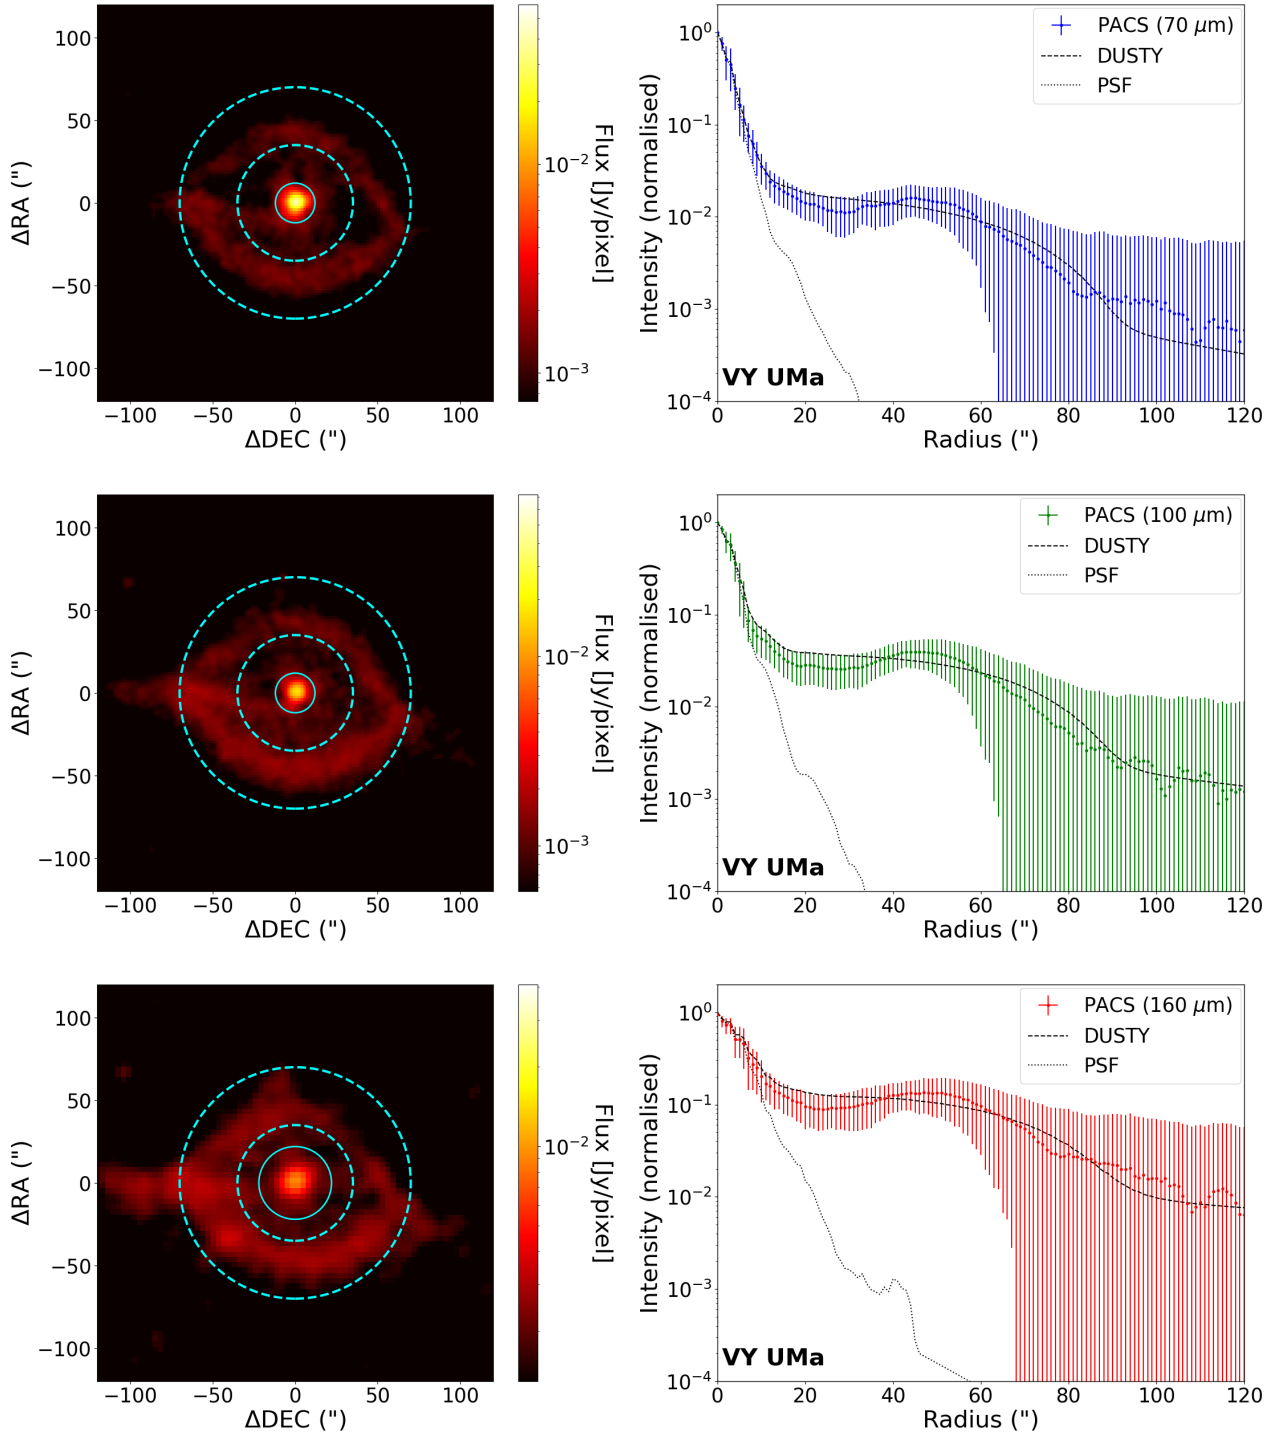 100
50
0
−50
−100
ΔRA (")
−100 −50 0 50 100
ΔDEC (")
10⁻²
10⁻³
Flux [Jy/pixel]
10⁰
10⁻¹
10⁻²
10⁻³
10⁻⁴
Intensity (normalised)
PACS (70 μm)
DUSTY
PSF
VY UMa
0 20 40 60 80 100 120
Radius (")
100
50
0
−50
−100
ΔRA (")
−100 −50 0 50 100
ΔDEC (")
10⁻²
10⁻³
Flux [Jy/pixel]
10⁰
10⁻¹
10⁻²
10⁻³
10⁻⁴
Intensity (normalised)
PACS (100 μm)
DUSTY
PSF
VY UMa
0 20 40 60 80 100 120
Radius (")
100
50
0
−50
−100
ΔRA (")
−100 −50 0 50 100
ΔDEC (")
10⁻²
Flux [Jy/pixel]
10⁰
10⁻¹
10⁻²
10⁻³
10⁻⁴
Intensity (normalised)
PACS (160 μm)
DUSTY
PSF
VY UMa
0 20 40 60 80 100 120
Radius (")